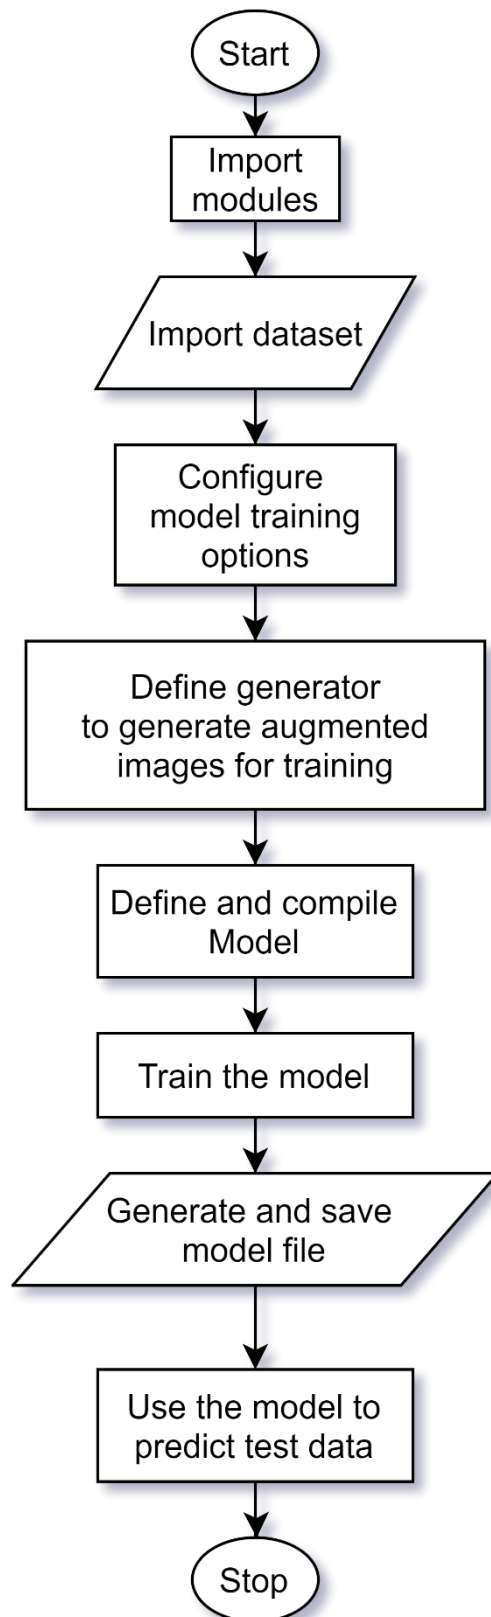 Start
Import
modules
Import dataset
Configure
model training
options
Define generator
to generate augmented
images for training
Define and compile
Model
Train the model
Generate and save
model file
Use the model to
predict test data
Stop